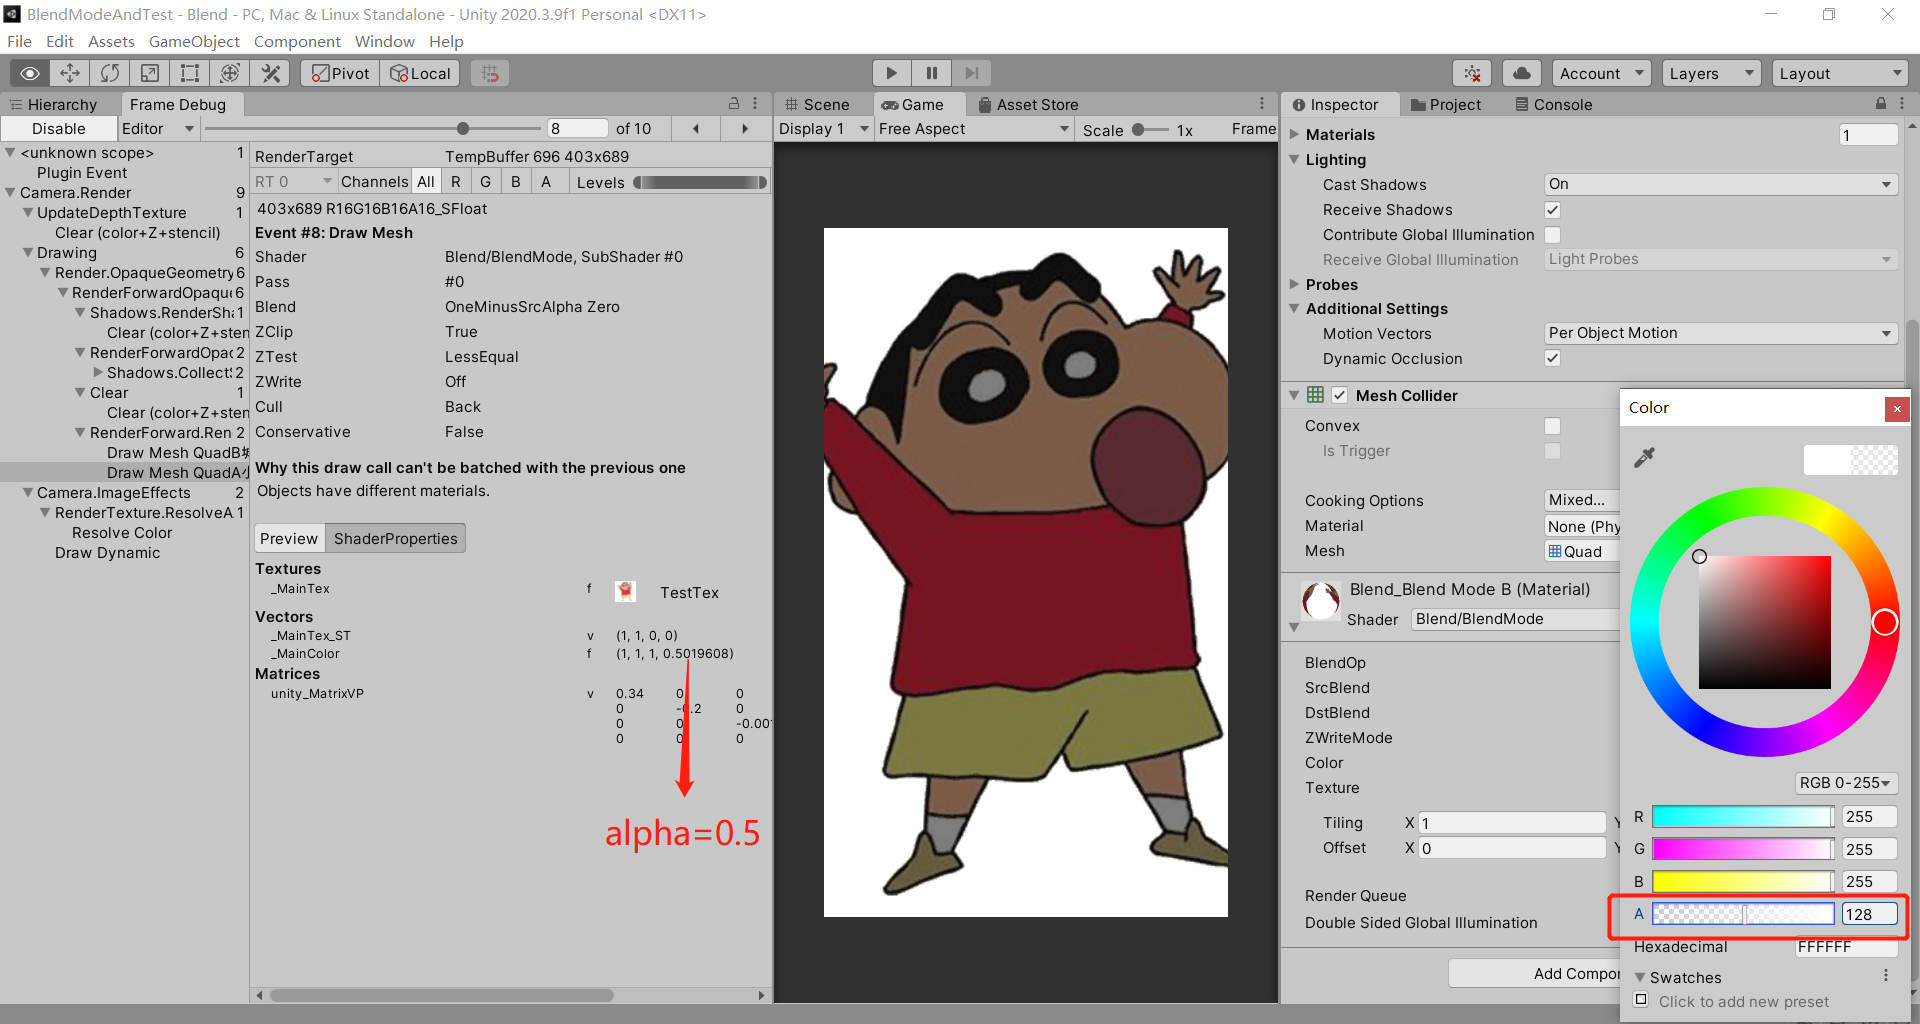 BlendModeAndTest - Blend - PC, Mac & Linux Standalone - Unity 2020.3.9f1 Personal <DX11>
File Edit Assets GameObject Component Window Help
Pivot Local Account Layers Layout
Hierarchy Frame Debug
Disable Editor 8 of 10
<unknown scope> 1
Plugin Event
Camera.Render 9
UpdateDepthTexture 1
Clear (color+Z+stencil)
Drawing 6
Render.OpaqueGeometry 6
RenderForwardOpaque 6
Shadows.RenderSha 1
Clear (color+Z+sten
RenderForwardOpac 2
Shadows.Collect 2
Clear 1
Clear (color+Z+sten
RenderForward.Ren 2
Draw Mesh QuadB
Draw Mesh QuadA
Camera.ImageEffects 2
RenderTexture.ResolveA 1
Resolve Color
Draw Dynamic
RenderTarget TempBuffer 696 403x689
RT 0 Channels All R G B A Levels
403x689 R16G16B16A16_SFloat
Event #8: Draw Mesh
Shader Blend/BlendMode, SubShader #0
Pass #0
Blend OneMinusSrcAlpha Zero
ZClip True
ZTest LessEqual
ZWrite Off
Cull Back
Conservative False
Why this draw call can't be batched with the previous one
Objects have different materials.
Preview ShaderProperties
Textures
_MainTex f TestTex
Vectors
_MainTex_ST v (1, 1, 0, 0)
_MainColor f (1, 1, 1, 0.5019608)
Matrices
unity_MatrixVP v 0.34 0 0
0 -0.2 0
0 0 -0.00
0 0 0
alpha=0.5
Scene Game Asset Store
Display 1 Free Aspect Scale 1x Frame
Inspector Project Console
Materials 1
Lighting
Cast Shadows On
Receive Shadows
Contribute Global Illumination
Receive Global Illumination Light Probes
Probes
Additional Settings
Motion Vectors Per Object Motion
Dynamic Occlusion
Mesh Collider
Convex
Is Trigger
Cooking Options Mixed...
Material None (Phy
Mesh Quad
Blend_Blend Mode B (Material)
Shader Blend/BlendMode
BlendOp
SrcBlend
DstBlend
ZWriteMode
Color
Texture
Tiling X 1
Offset X 0
Render Queue
Double Sided Global Illumination
Add Compo
Color
RGB 0-255
R 255
G 255
B 255
A 128
Hexadecimal FFFFFF
Swatches
Click to add new preset